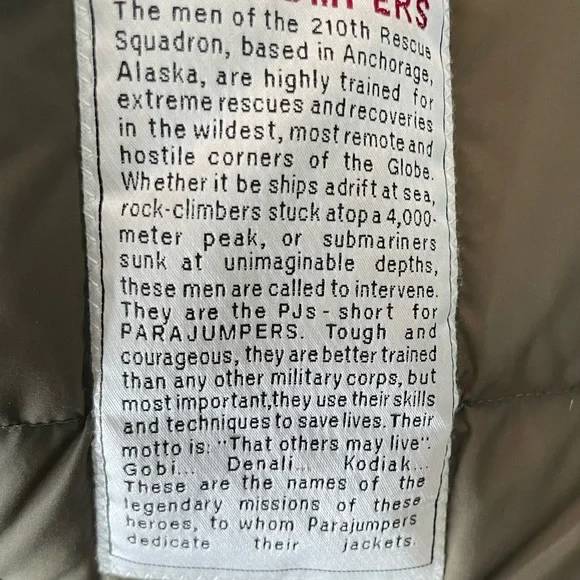 The men of the 210th Rescue
Squadron, based in Anchorage,
Alaska, are highly trained for
extreme rescues and recoveries
in the wildest, most remote and
hostile corners of the Globe.
Whether it be ships adrift at sea,
rock-climbers stuck atop a 4,000-
meter peak, or submariners
sunk at unimaginable depths,
these men are called to intervene.
They are the PJs - short for
PARAJUMPERS. Tough and
courageous, they are better trained
than any other military corps, but
most important,they use their skills
and techniques to save lives. Their
motto is: "That others may live".
Gobi... Denali... Kodiak...
These are the names of the
legendary missions of these
heroes, to whom Parajumpers
dedicate their jackets.